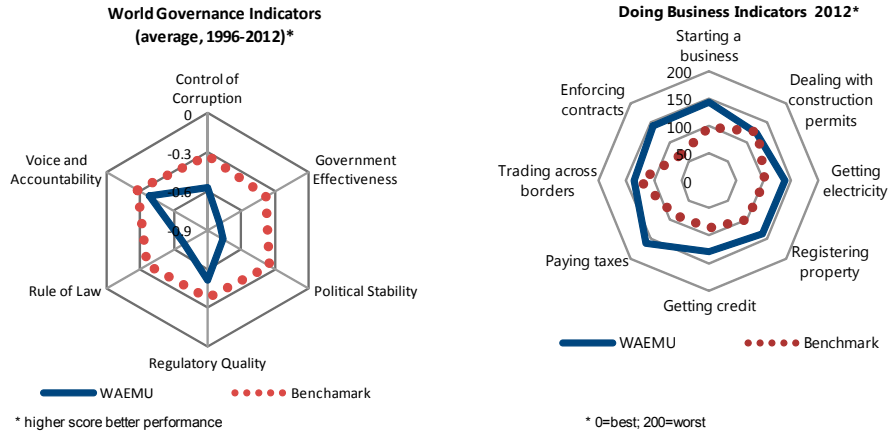 World Governance Indicators
(average, 1996-2012)*
Control of
Corruption
0
-0.3
-0.6
-0.9
Voice and
Accountability
Government
Effectiveness
Rule of Law
Political Stability
Regulatory Quality
WAEMU
Benchamark
* higher score better performance
Doing Business Indicators 2012*
Starting a
business
200
150
100
50
0
Enforcing
contracts
Dealing with
construction
permits
Trading across
borders
Getting
electricity
Paying taxes
Registering
property
Getting credit
WAEMU
Benchmark
* 0=best; 200=worst